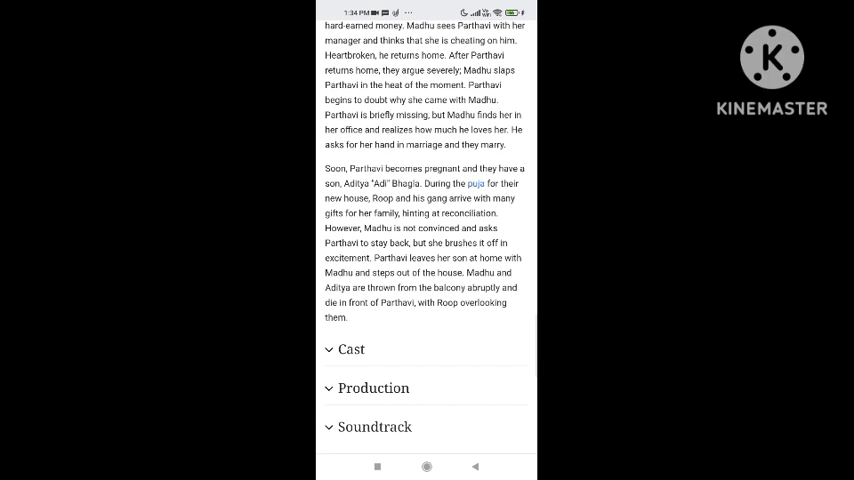 1:34 PM
hard-earned money. Madhu sees Parthavi with her
manager and thinks that she is cheating on him.
Heartbroken, he returns home. After Parthavi
returns home, they argue severely; Madhu slaps
Parthavi in the heat of the moment. Parthavi
begins to doubt why she came with Madhu.
Parthavi is briefly missing, but Madhu finds her in
her office and realizes how much he loves her. He
asks for her hand in marriage and they marry.
Soon, Parthavi becomes pregnant and they have a
son, Aditya "Adi" Bhagla. During the puja for their
new house, Roop and his gang arrive with many
gifts for her family, hinting at reconciliation.
However, Madhu is not convinced and asks
Parthavi to stay back, but she brushes it off in
excitement. Parthavi leaves her son at home with
Madhu and steps out of the house. Madhu and
Aditya are thrown from the balcony abruptly and
die in front of Parthavi, with Roop overlooking
them.
Cast
Production
Soundtrack
K
KINEMASTER